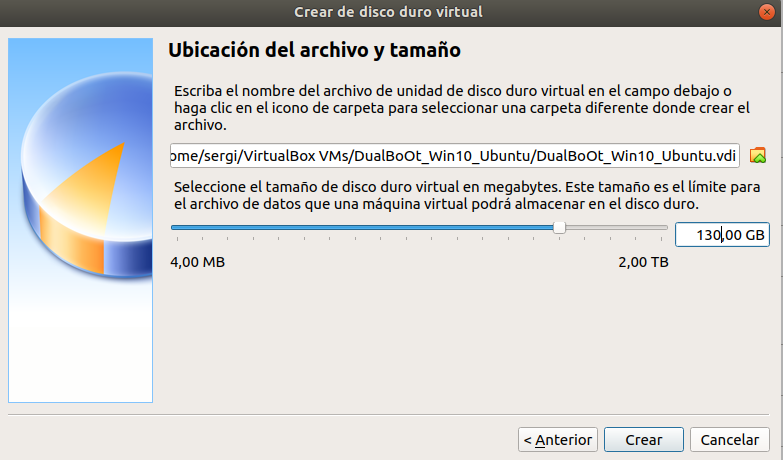 Crear de disco duro virtual
Ubicación del archivo y tamaño
Escriba el nombre del archivo de unidad de disco duro virtual en el campo debajo o
haga clic en el icono de carpeta para seleccionar una carpeta diferente donde crear el
archivo.
ome/sergi/VirtualBox VMs/DualBoOt_Win10_Ubuntu/DualBoOt_Win10_Ubuntu.vdi
Seleccione el tamaño de disco duro virtual en megabytes. Este tamaño es el límite para
el archivo de datos que una máquina virtual podrá almacenar en el disco duro.
130,00 GB
4,00 MB 2,00 TB
< Anterior Crear Cancelar